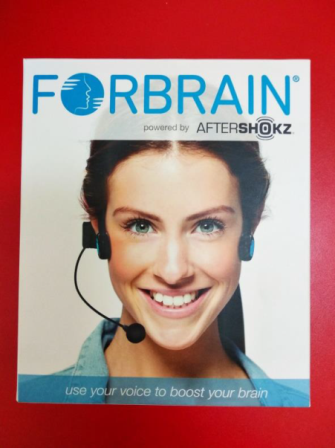 FORBRAIN®
powered by AFTERSHOKZ
use your voice to boost your brain